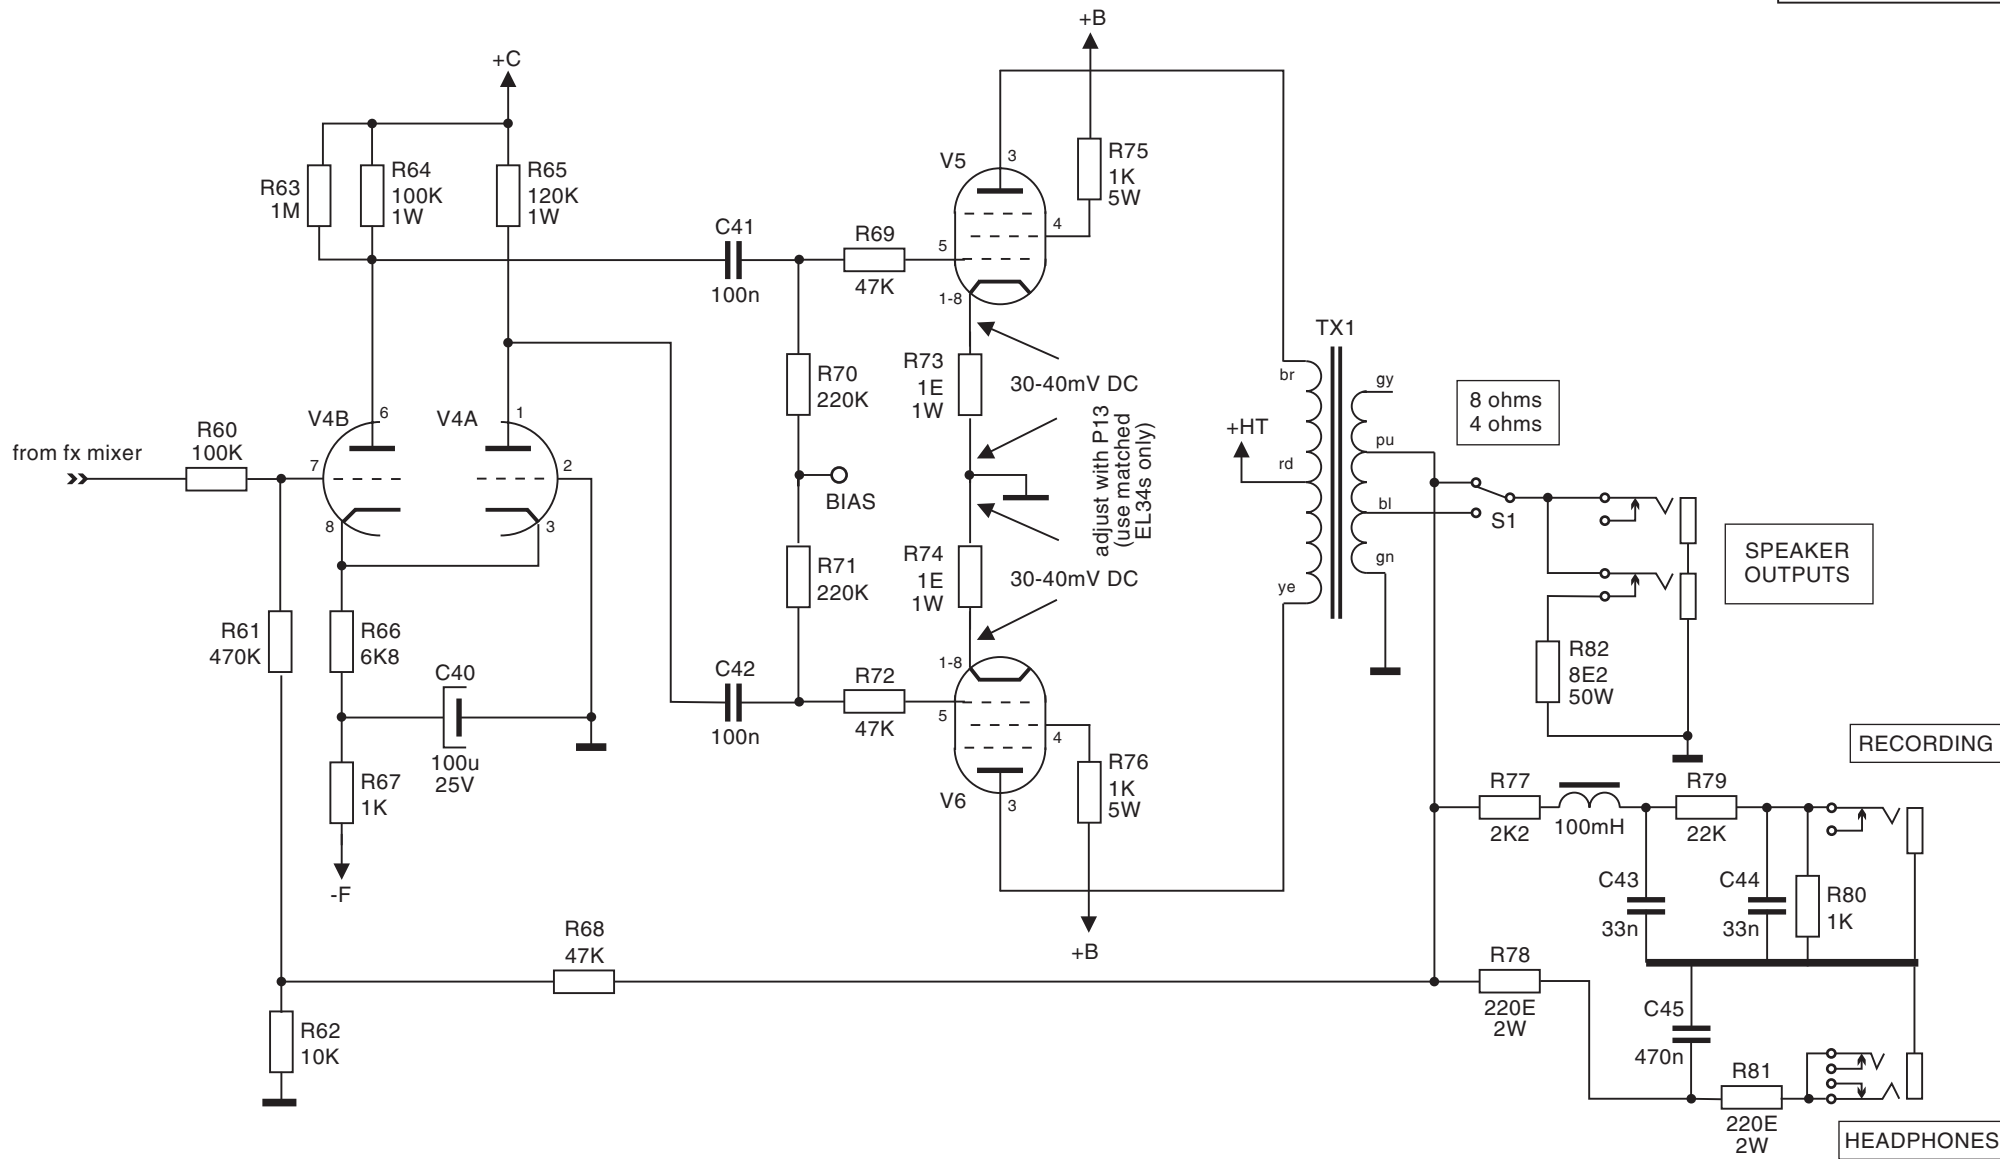 +B
+C
R63
1M
R64
100K
1W
R65
120K
1W
V5
3
R75
1K
5W
C41
100n
R69
47K
5
4
1-8
TX1
R73
1E
1W
30-40mV DC
R70
220K
br
gy
8 ohms
4 ohms
V4B
6
V4A
1
R60
100K
from fx mixer
7
2
+HT
pu
rd
adjust with P13
(use matched
EL34s only)
BIAS
bl
S1
8
3
R71
220K
R74
1E
1W
30-40mV DC
gn
ye
SPEAKER
OUTPUTS
R61
470K
R66
6K8
R82
8E2
50W
C40
100u
25V
C42
100n
R72
47K
1-8
5
4
R76
1K
5W
V6
3
RECORDING
R67
1K
R77
2K2
100mH
R79
22K
-F
C43
33n
C44
33n
R80
1K
R68
47K
+B
R78
220E
2W
R62
10K
C45
470n
R81
220E
2W
HEADPHONES